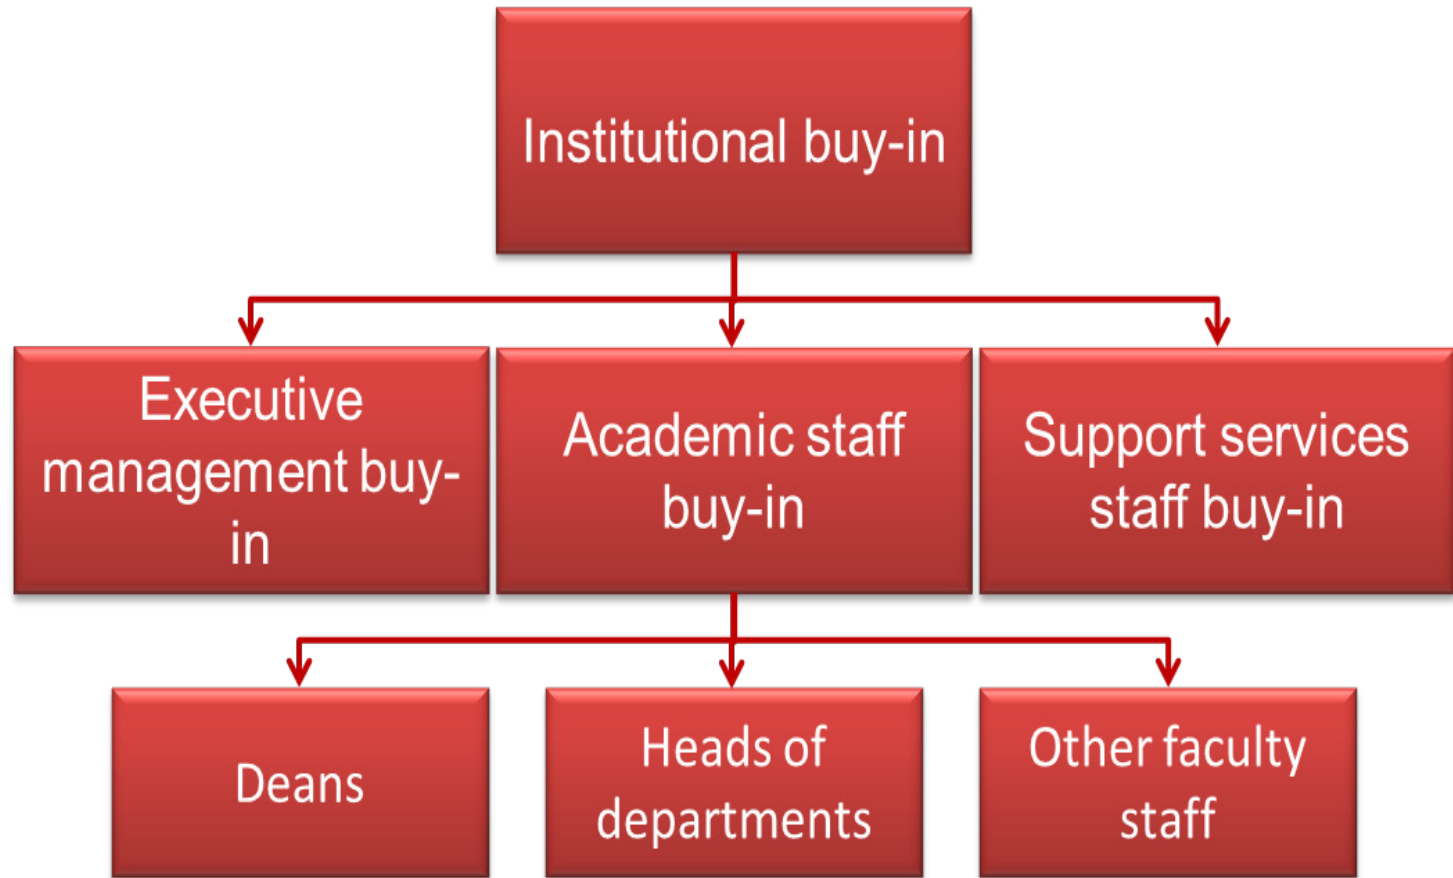 Institutional buy-in
Executive
management buy-
in
Academic staff
buy-in
Support services
staff buy-in
Deans
Heads of
departments
Other faculty
staff